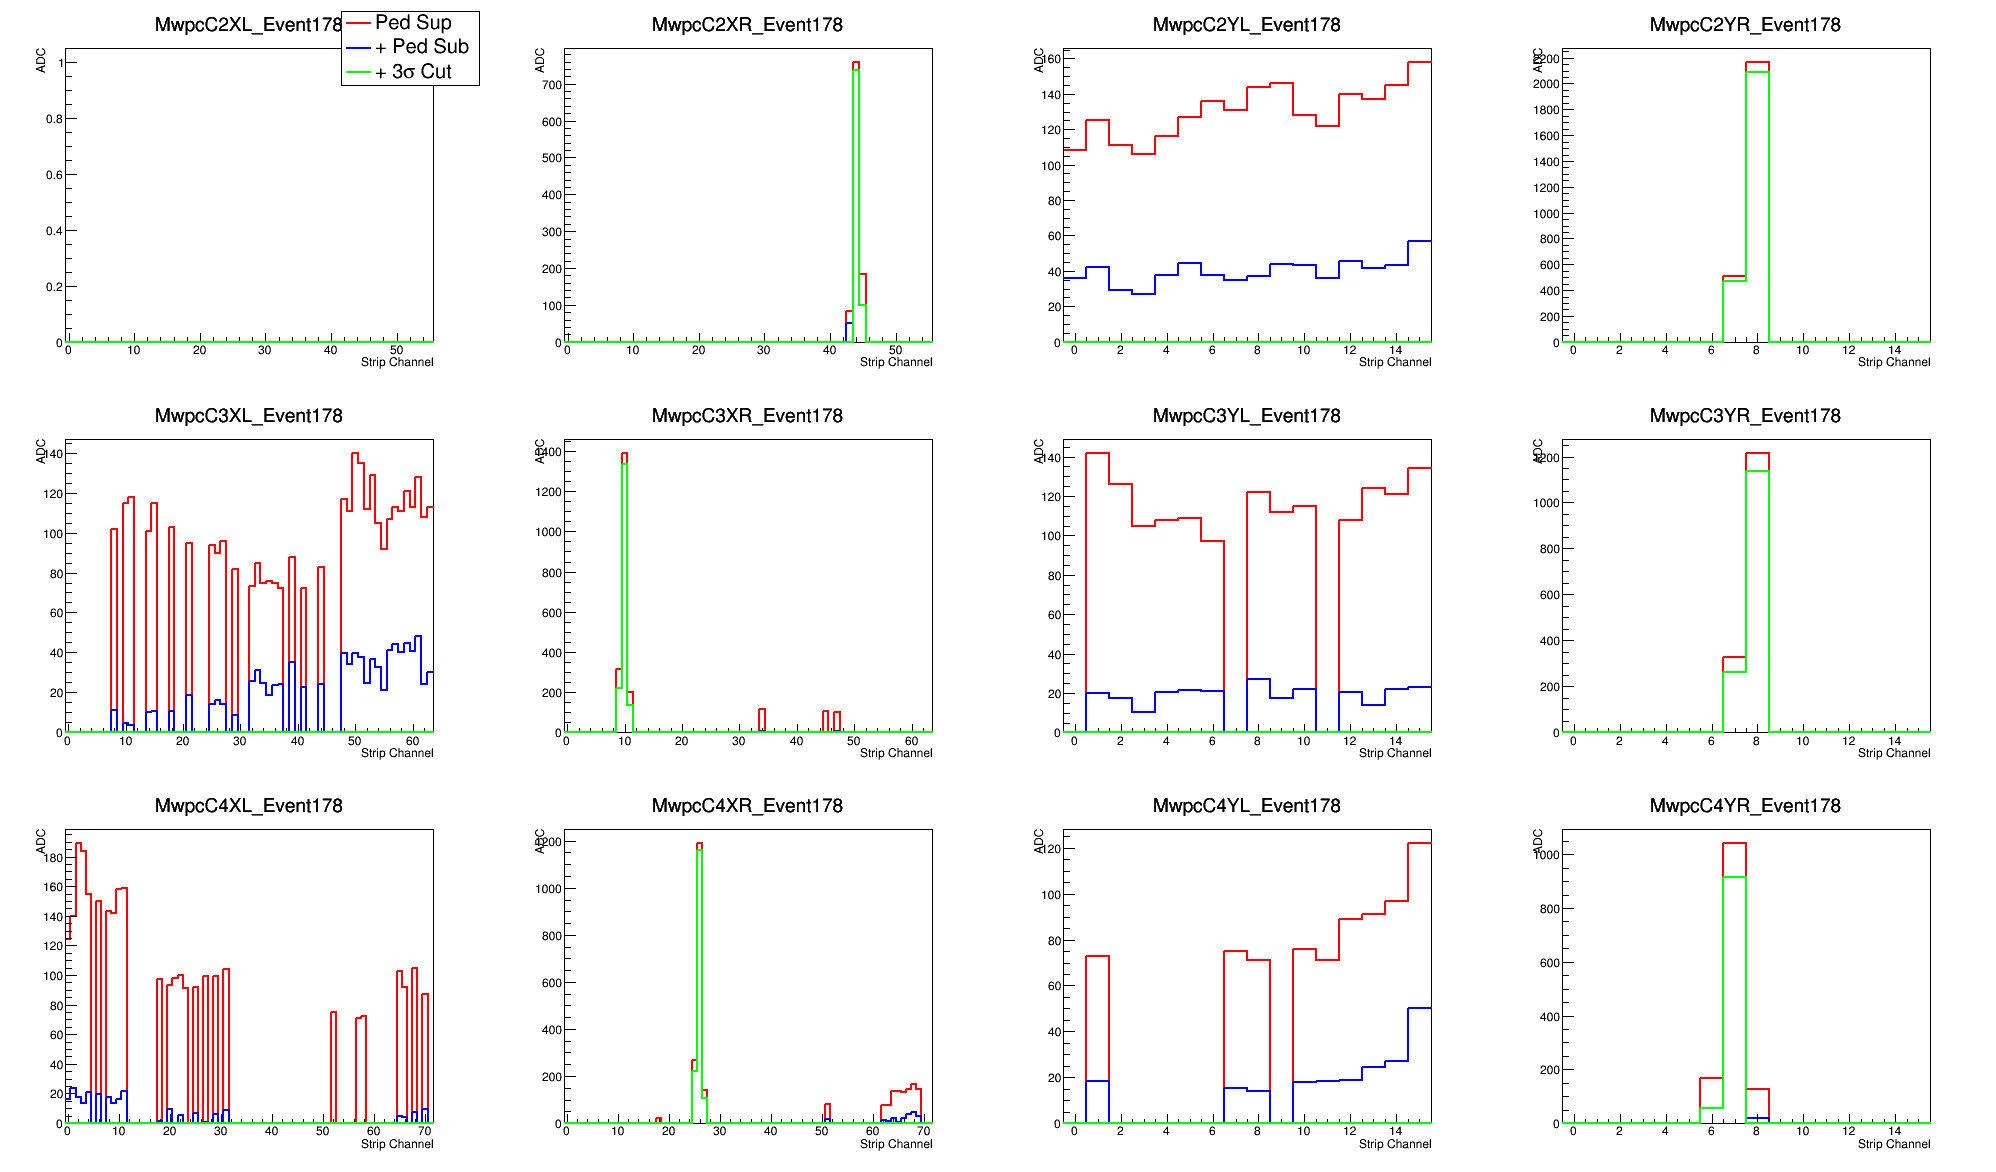 MwpcC2XL_Event178
Ped Sup
+ Ped Sub
+ 3σ Cut
ADC
1
0.8
0.6
0.4
0.2
0
0 10 20 30 40 50
Strip Channel
MwpcC2XR_Event178
ADC
700
600
500
400
300
200
100
0
0 10 20 30 40 50
Strip Channel
MwpcC2YL_Event178
ADC
160
140
120
100
80
60
40
20
0
0 2 4 6 8 10 12 14
Strip Channel
MwpcC2YR_Event178
ADC
2200
2000
1800
1600
1400
1200
1000
800
600
400
200
0
0 2 4 6 8 10 12 14
Strip Channel
MwpcC3XL_Event178
ADC
140
120
100
80
60
40
20
0
0 10 20 30 40 50 60
Strip Channel
MwpcC3XR_Event178
ADC
1400
1200
1000
800
600
400
200
0
0 10 20 30 40 50 60
Strip Channel
MwpcC3YL_Event178
ADC
140
120
100
80
60
40
20
0
0 2 4 6 8 10 12 14
Strip Channel
MwpcC3YR_Event178
ADC
1200
1000
800
600
400
200
0
0 2 4 6 8 10 12 14
Strip Channel
MwpcC4XL_Event178
ADC
180
160
140
120
100
80
60
40
20
0
0 10 20 30 40 50 60 70
Strip Channel
MwpcC4XR_Event178
ADC
1200
1000
800
600
400
200
0
0 10 20 30 40 50 60 70
Strip Channel
MwpcC4YL_Event178
ADC
120
100
80
60
40
20
0
0 2 4 6 8 10 12 14
Strip Channel
MwpcC4YR_Event178
ADC
1000
800
600
400
200
0
0 2 4 6 8 10 12 14
Strip Channel